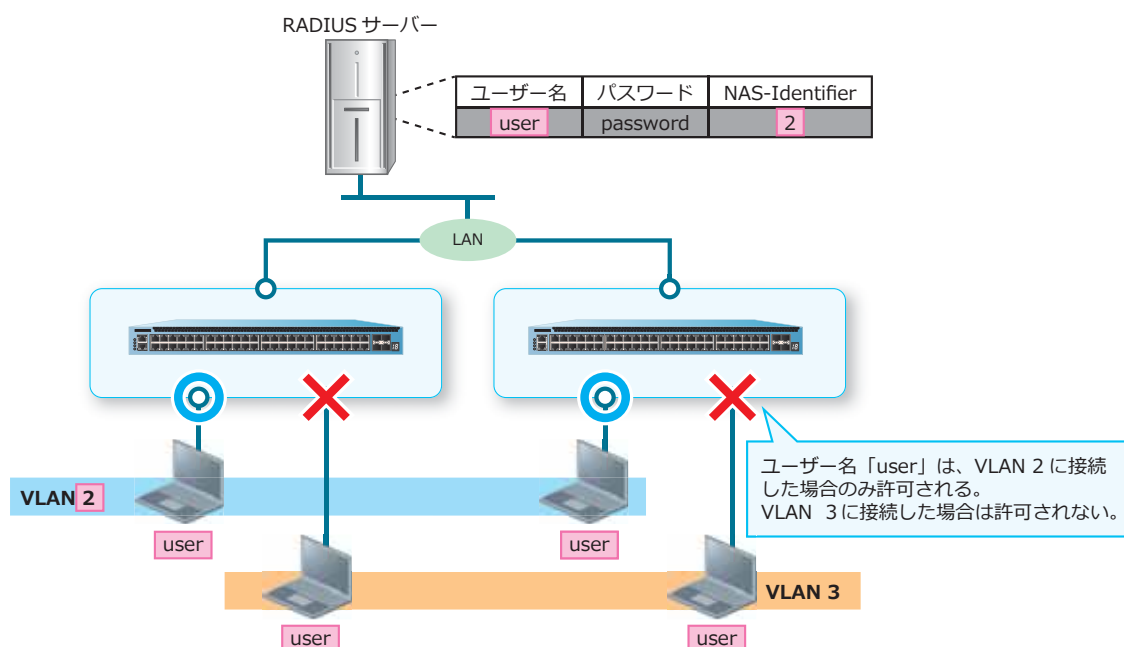 RADIUS サーバー
ユーザー名 パスワード NAS-Identifier
user password 2
LAN
ユーザー名「user」は、VLAN 2 に接続
した場合のみ許可される。
VLAN 3に接続した場合は許可されない。
VLAN 2
user
user
VLAN 3
user
user